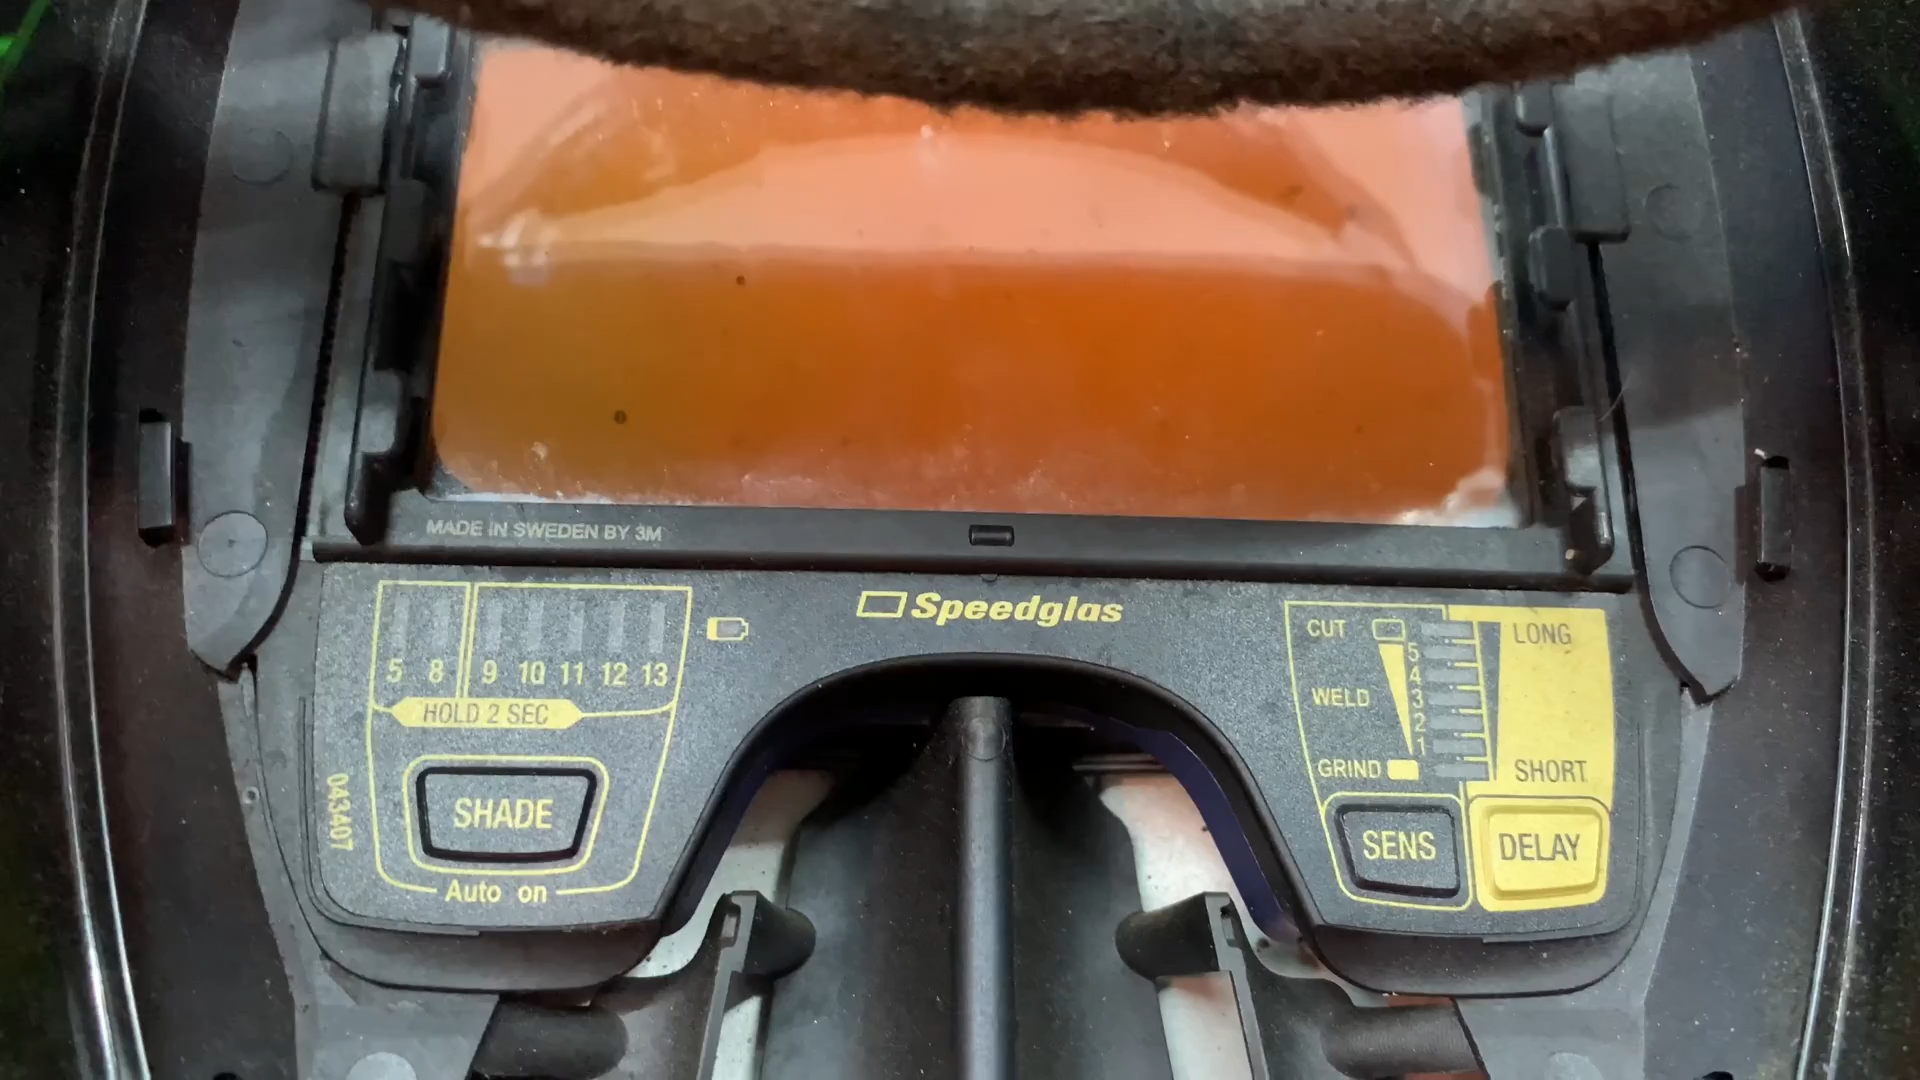 MADE IN SWEDEN BY 3M
Speedglas
5 8 9 10 11 12 13
HOLD 2 SEC
SHADE
Auto on
043407
CUT
5
4
WELD 3
2
1
GRIND
LONG
SHORT
SENS
DELAY